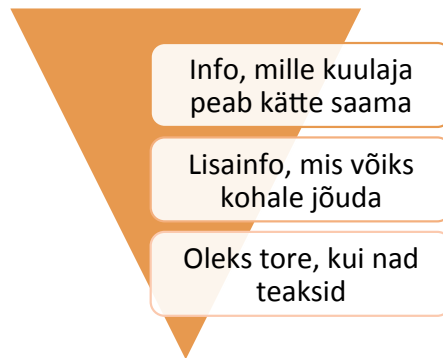 Info, mille kuulaja
peab kätte saama
Lisainfo, mis võiks
kohale jõuda
Oleks tore, kui nad
teaksid